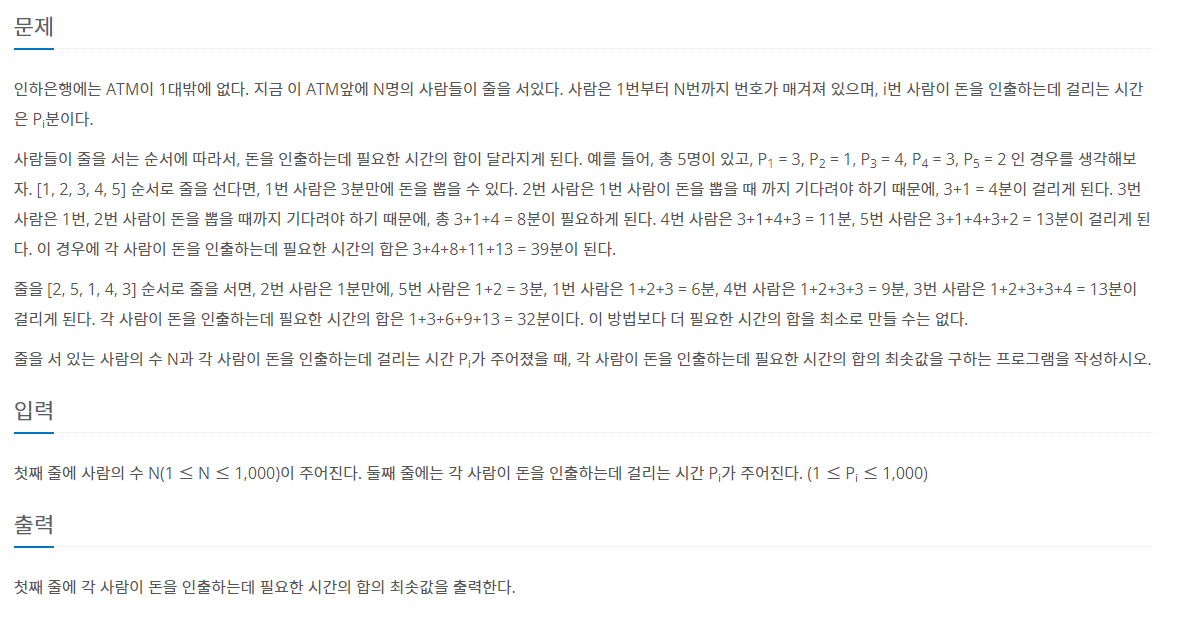 문제
인하은행에는 ATM이 1대밖에 없다. 지금 이 ATM앞에 N명의 사람들이 줄을 서있다. 사람은 1번부터 N번까지 번호가 매겨져 있으며, i번 사람이 돈을 인출하는데 걸리는 시간
은 Pi분이다.
사람들이 줄을 서는 순서에 따라서, 돈을 인출하는데 필요한 시간의 합이 달라지게 된다. 예를 들어, 총 5명이 있고, P1 = 3, P2 = 1, P3 = 4, P4 = 3, P5 = 2 인 경우를 생각해보
자. [1, 2, 3, 4, 5] 순서로 줄을 선다면, 1번 사람은 3분만에 돈을 뽑을 수 있다. 2번 사람은 1번 사람이 돈을 뽑을 때 까지 기다려야 하기 때문에, 3+1 = 4분이 걸리게 된다. 3번
사람은 1번, 2번 사람이 돈을 뽑을 때까지 기다려야 하기 때문에, 총 3+1+4 = 8분이 필요하게 된다. 4번 사람은 3+1+4+3 = 11분, 5번 사람은 3+1+4+3+2 = 13분이 걸리게 된
다. 이 경우에 각 사람이 돈을 인출하는데 필요한 시간의 합은 3+4+8+11+13 = 39분이 된다.
줄을 [2, 5, 1, 4, 3] 순서로 줄을 서면, 2번 사람은 1분만에, 5번 사람은 1+2 = 3분, 1번 사람은 1+2+3 = 6분, 4번 사람은 1+2+3+3 = 9분, 3번 사람은 1+2+3+3+4 = 13분이
걸리게 된다. 각 사람이 돈을 인출하는데 필요한 시간의 합은 1+3+6+9+13 = 32분이다. 이 방법보다 더 필요한 시간의 합을 최소로 만들 수는 없다.
줄을 서 있는 사람의 수 N과 각 사람이 돈을 인출하는데 걸리는 시간 Pi가 주어졌을 때, 각 사람이 돈을 인출하는데 필요한 시간의 합의 최솟값을 구하는 프로그램을 작성하시오.
입력
첫째 줄에 사람의 수 N(1 ≤ N ≤ 1,000)이 주어진다. 둘째 줄에는 각 사람이 돈을 인출하는데 걸리는 시간 Pi가 주어진다. (1 ≤ Pi ≤ 1,000)
출력
첫째 줄에 각 사람이 돈을 인출하는데 필요한 시간의 합의 최솟값을 출력한다.